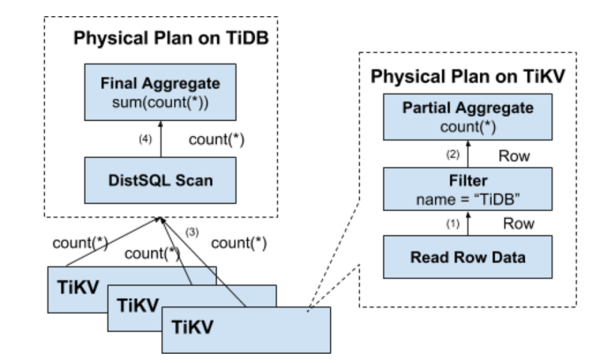 Physical Plan on TiDB
Final Aggregate
sum(count(*))
(4)
count(*)
DistSQL Scan
(3)
count(*)
count(*)
count(*)
TiKV
TiKV
TiKV
Physical Plan on TiKV
Partial Aggregate
count(*)
(2)
Row
Filter
name = “TiDB”
(1)
Row
Read Row Data